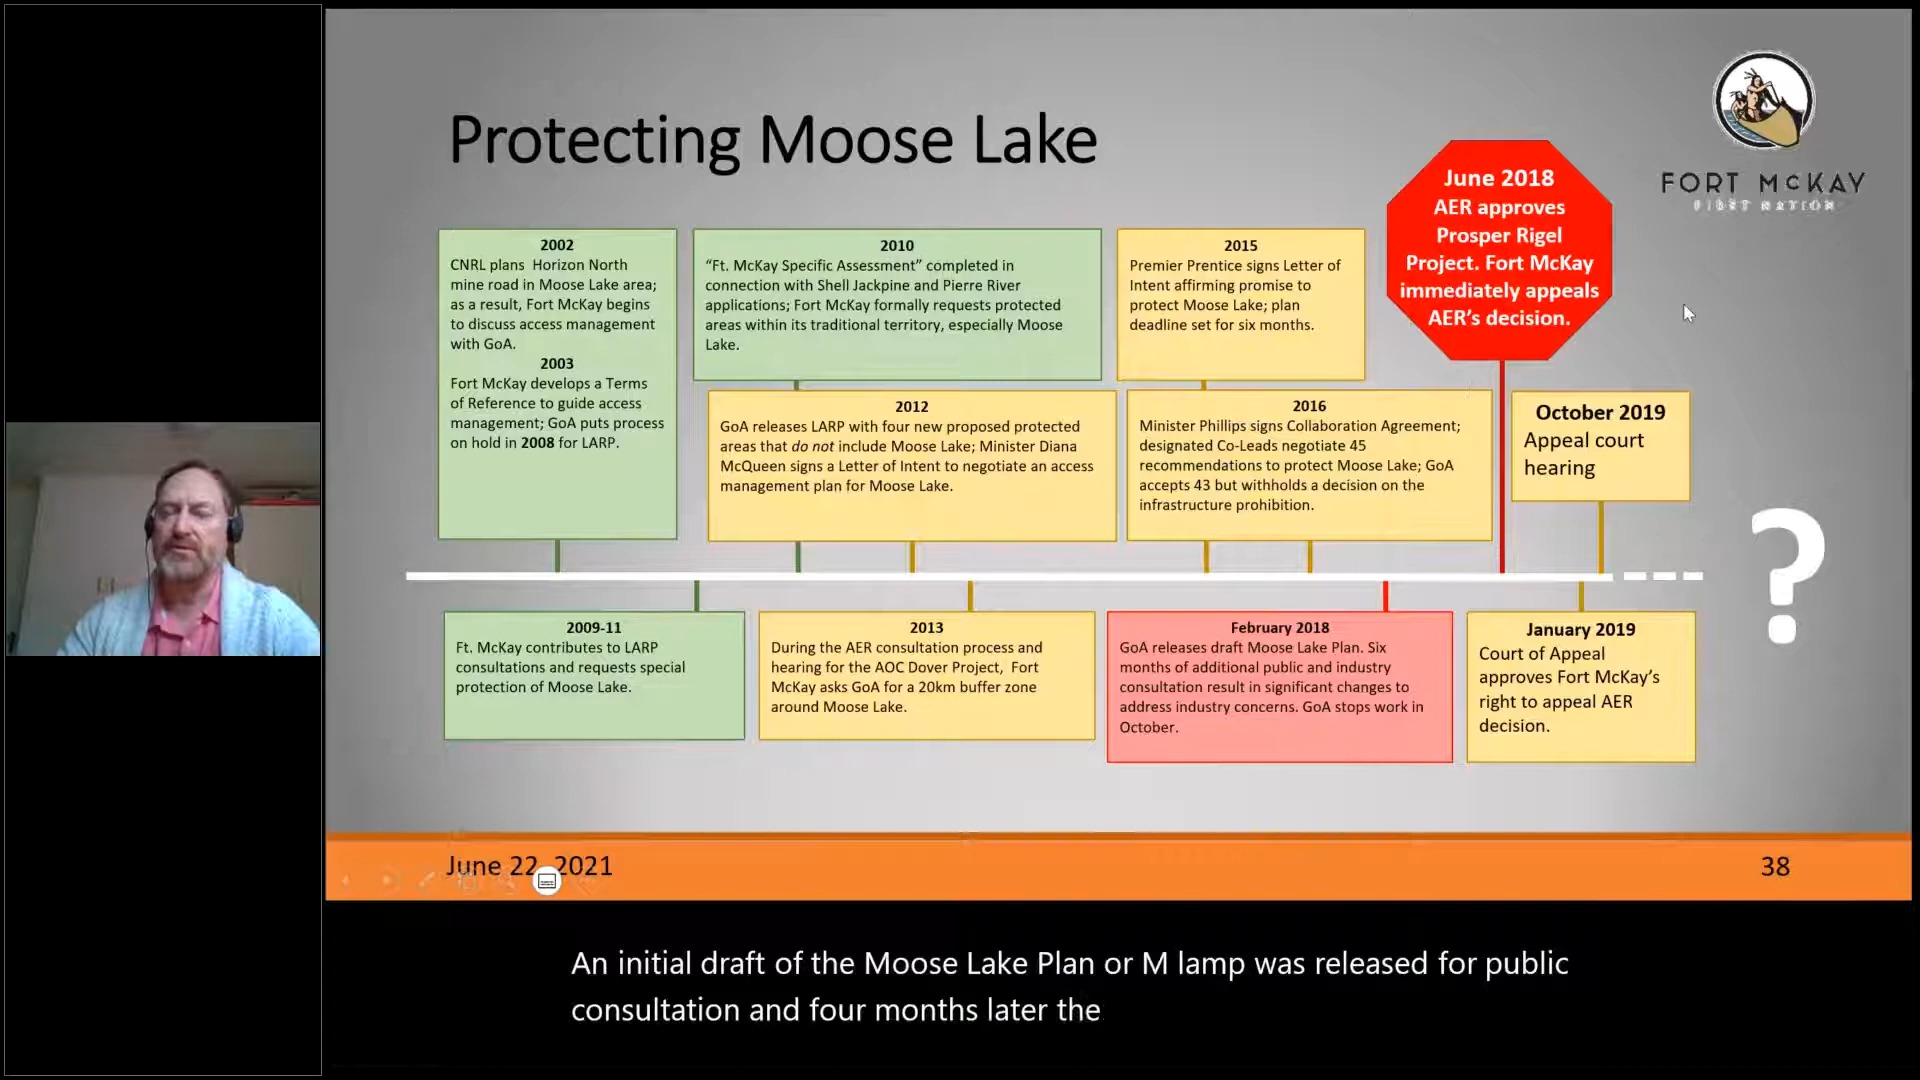 Protecting Moose Lake
FORT McKAY
FIRST NATION
2002
CNRL plans Horizon North
mine road in Moose Lake area;
as a result, Fort McKay begins
to discuss access management
with GoA.
2003
Fort McKay develops a Terms
of Reference to guide access
management; GoA puts process
on hold in 2008 for LARP.
2010
“Ft. McKay Specific Assessment” completed in
connection with Shell Jackpine and Pierre River
applications; Fort McKay formally requests protected
areas within its traditional territory, especially Moose
Lake.
2015
Premier Prentice signs Letter of
Intent affirming promise to
protect Moose Lake; plan
deadline set for six months.
June 2018
AER approves
Prosper Rigel
Project. Fort McKay
immediately appeals
AER’s decision.
2012
GoA releases LARP with four new proposed protected
areas that do not include Moose Lake; Minister Diana
McQueen signs a Letter of Intent to negotiate an access
management plan for Moose Lake.
2016
Minister Phillips signs Collaboration Agreement;
designated Co-Leads negotiate 45
recommendations to protect Moose Lake; GoA
accepts 43 but withholds a decision on the
infrastructure prohibition.
October 2019
Appeal court
hearing
?
2009-11
Ft. McKay contributes to LARP
consultations and requests special
protection of Moose Lake.
2013
During the AER consultation process and
hearing for the AOC Dover Project, Fort
McKay asks GoA for a 20km buffer zone
around Moose Lake.
February 2018
GoA releases draft Moose Lake Plan. Six
months of additional public and industry
consultation result in significant changes to
address industry concerns. GoA stops work in
October.
January 2019
Court of Appeal
approves Fort McKay’s
right to appeal AER
decision.
June 22, 2021
38
An initial draft of the Moose Lake Plan or M lamp was released for public
consultation and four months later the